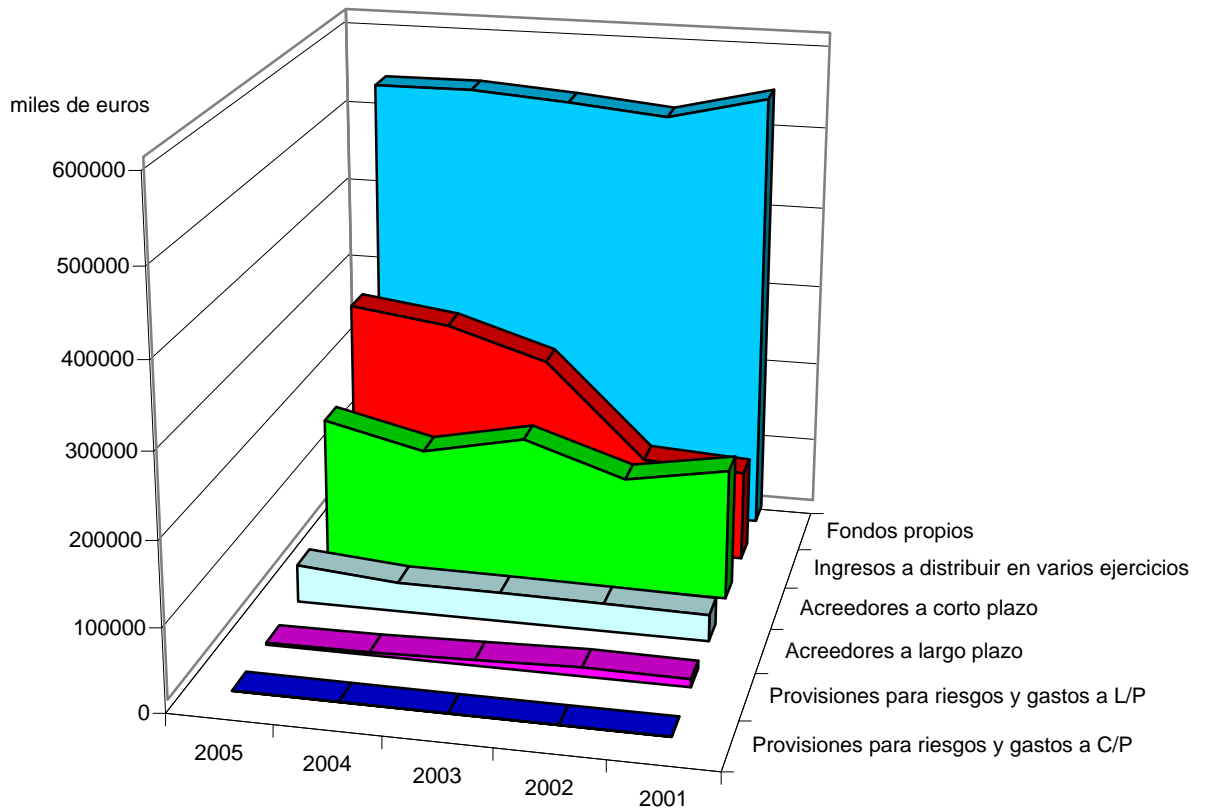 miles de euros
600000
500000
400000
300000
200000
100000
0
2005
2004
2003
2002
2001
Fondos propios
Ingresos a distribuir en varios ejercicios
Acreedores a corto plazo
Acreedores a largo plazo
Provisiones para riesgos y gastos a L/P
Provisiones para riesgos y gastos a C/P